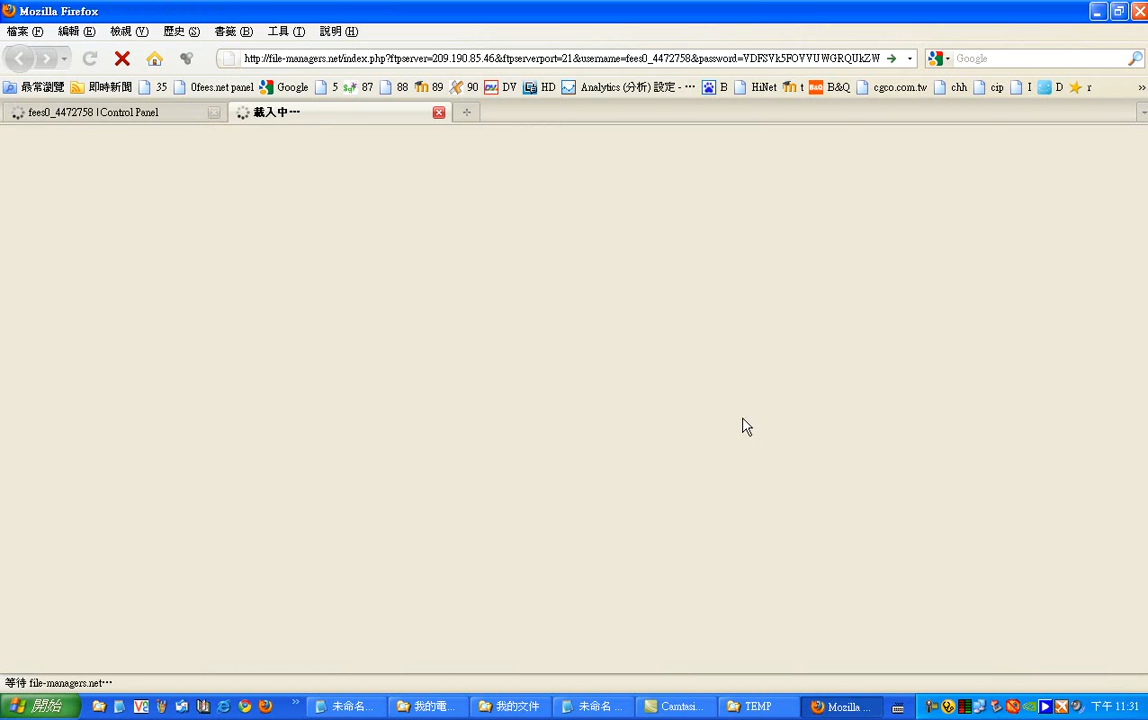 Mozilla Firefox
檔案 (F) 編輯 (E) 檢視 (V) 歷史 (S) 書籤 (B) 工具 (T) 說明 (H)
http://file-managers.net/index.php?ftpserver=209.190.85.46&ftpserverport=21&username=fees0_4472758&password=VDFSVk5FOVVUWGRQUkZW Google
最常瀏覽 即時新聞 35 0fees.net panel Google 5 87 88 89 90 DV HD Analytics (分析) 設定 - … B HiNet t B&Q cgco.com.tw chh cip I D r »
fees0_4472758 | Control Panel 載入中…
等待 file-managers.net…
開始 » 未命名... 我的電... 我的文件 未命名 ... Camtasi... TEMP Mozilla ... 下午 11:31